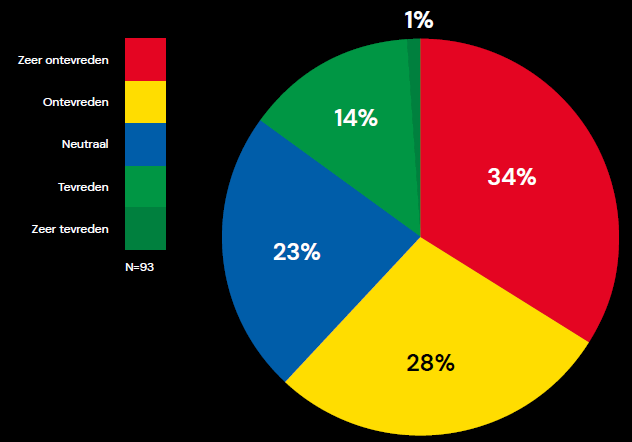 Zeer ontevreden
Ontevreden
Neutraal
Tevreden
Zeer tevreden
N=93
1%
34%
14%
23%
28%